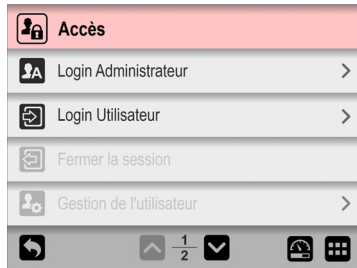 Accès
Login Administrateur
Login Utilisateur
Fermer la session
Gestion de l'utilisateur
1
2